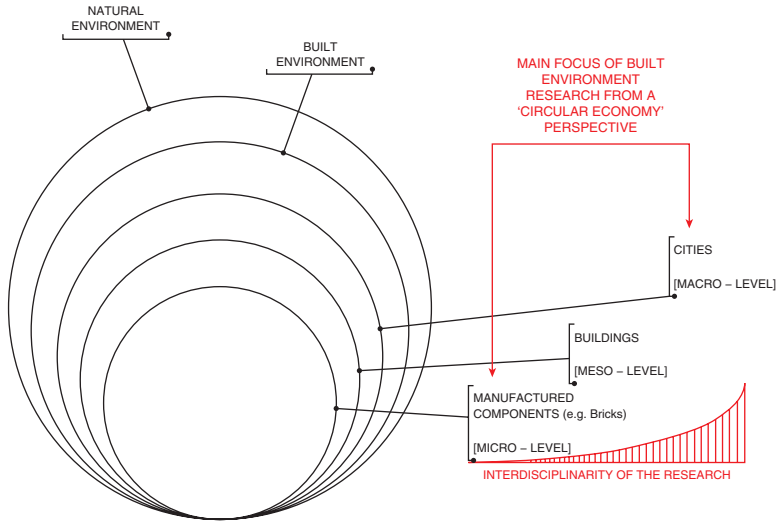 NATURAL
ENVIRONMENT
BUILT
ENVIRONMENT
MAIN FOCUS OF BUILT
ENVIRONMENT
RESEARCH FROM A
‘CIRCULAR ECONOMY’
PERSPECTIVE
CITIES
[MACRO – LEVEL]
BUILDINGS
[MESO – LEVEL]
MANUFACTURED
COMPONENTS (e.g. Bricks)
[MICRO – LEVEL]
INTERDISCIPLINARITY OF THE RESEARCH